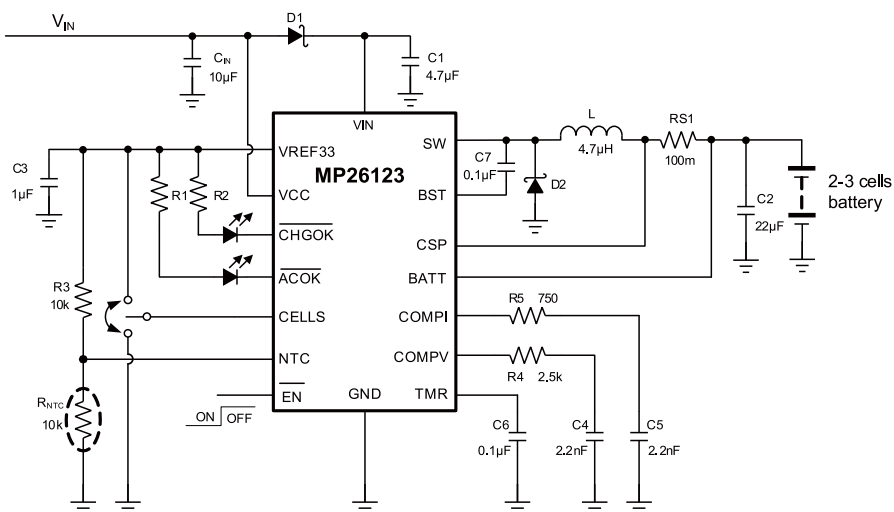 V_IN
D1
C_IN
10μF
C1
4.7μF
VIN
L
4.7μH
RS1
100m
C3
1μF
VREF33
MP26123
SW
C7
0.1μF
D2
2-3 cells
battery
R1
R2
VCC
BST
C2
22μF
CHGOK
CSP
ACOK
BATT
R3
10k
CELLS
COMPI
R5 750
NTC
COMPV
R4 2.5k
R_NTC
10k
EN
GND
TMR
ON OFF
C6
0.1μF
C4
2.2nF
C5
2.2nF